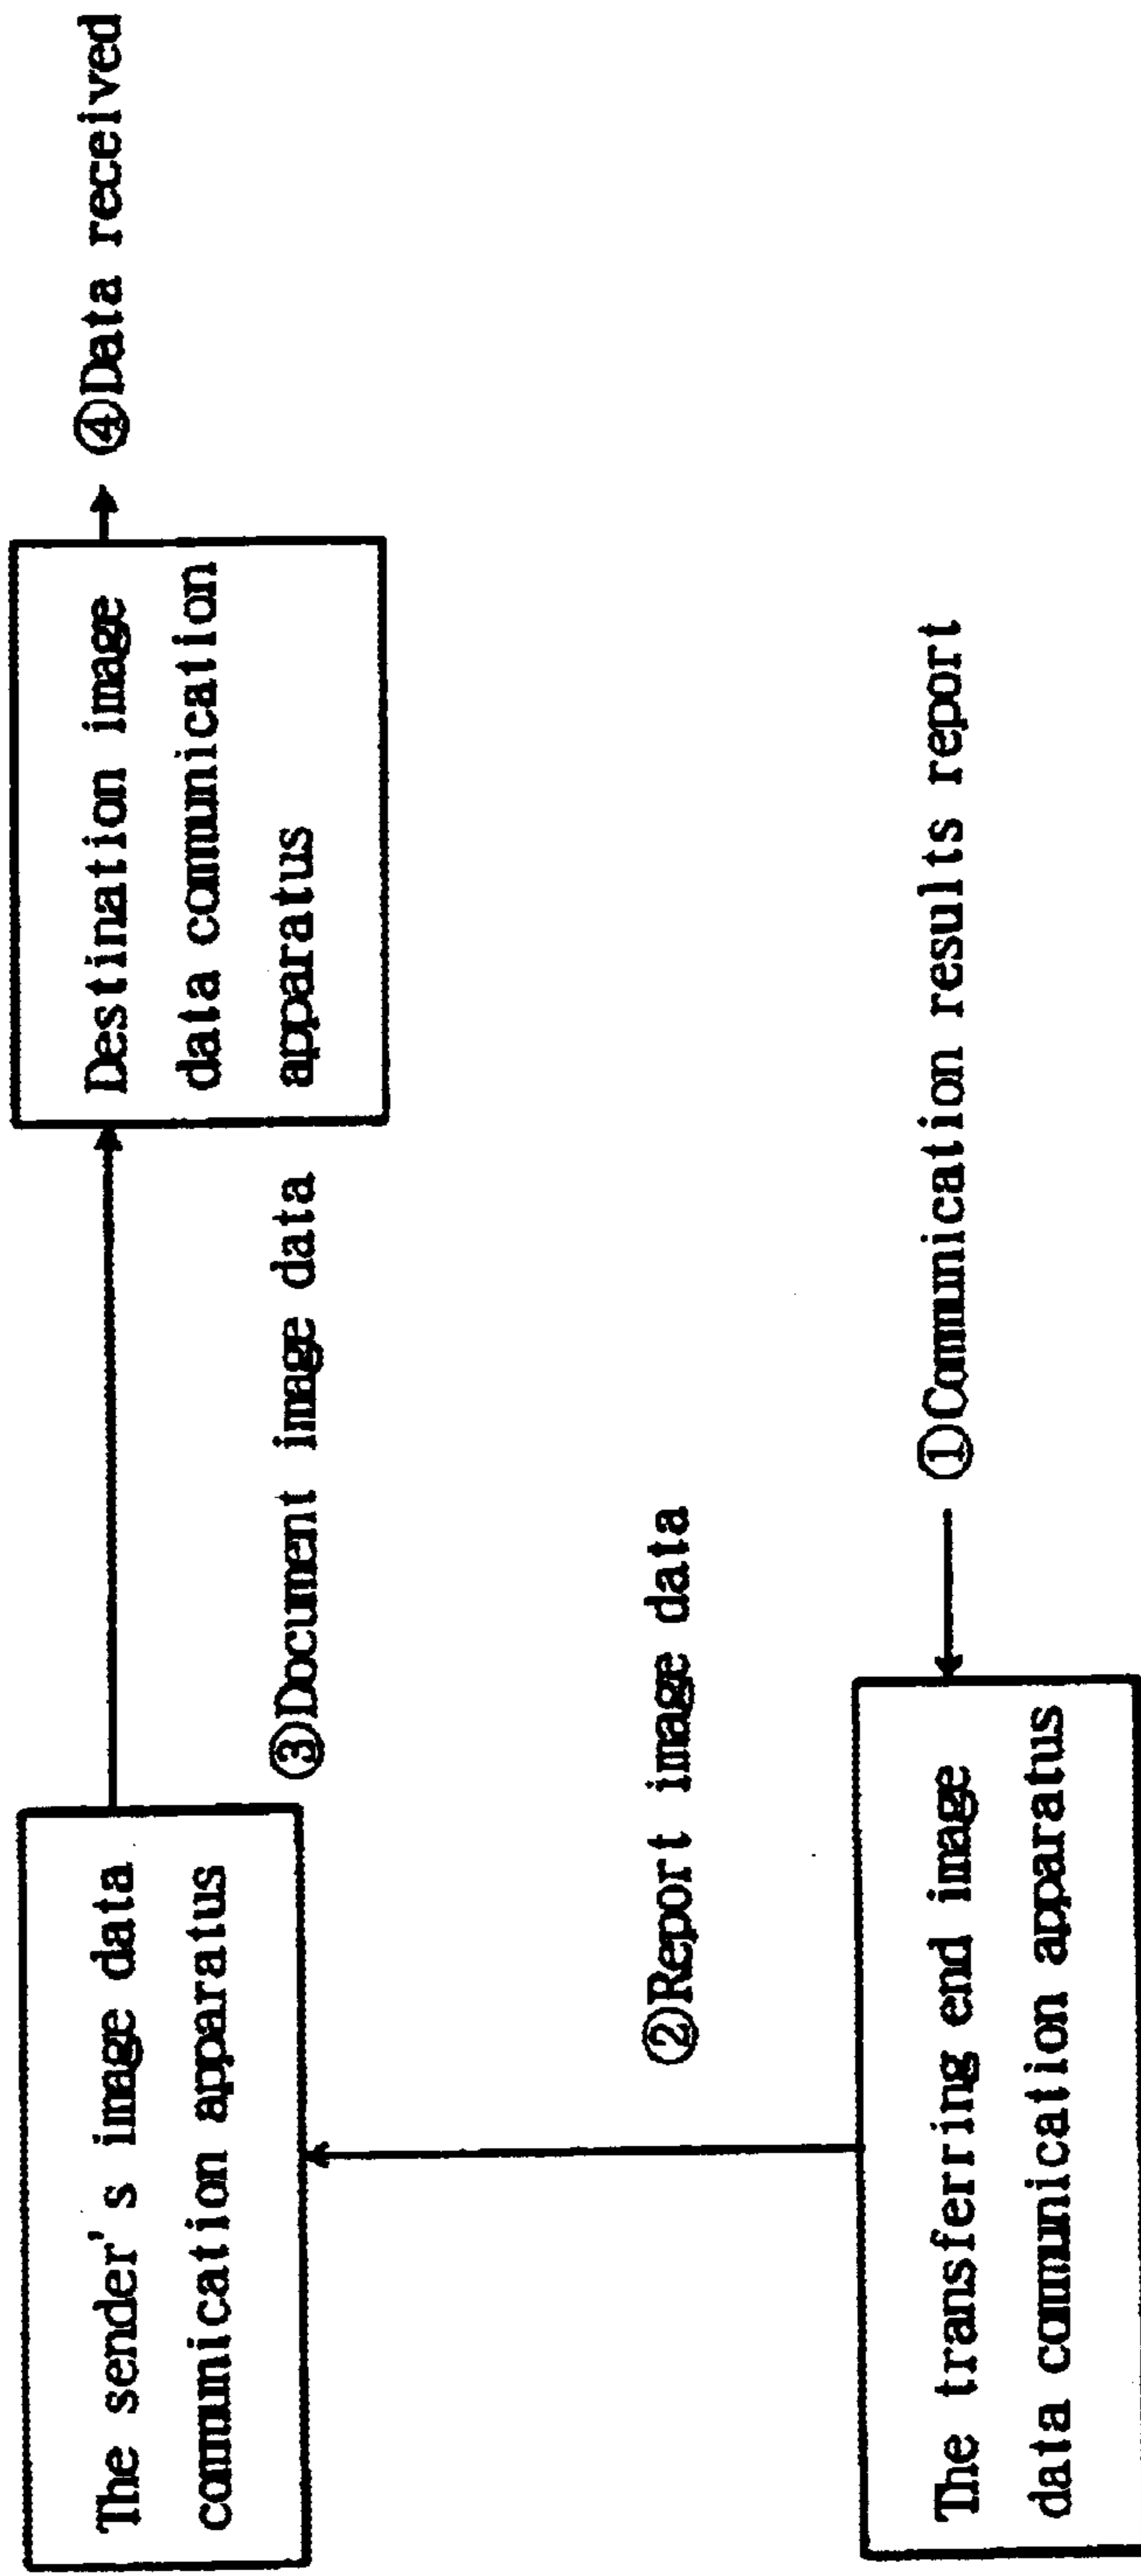 The sender's image data
communication apparatus
③Document image data
Destination image
data communication
apparatus
④Data received
②Report image data
The transferring end image
data communication apparatus
①Communication results report